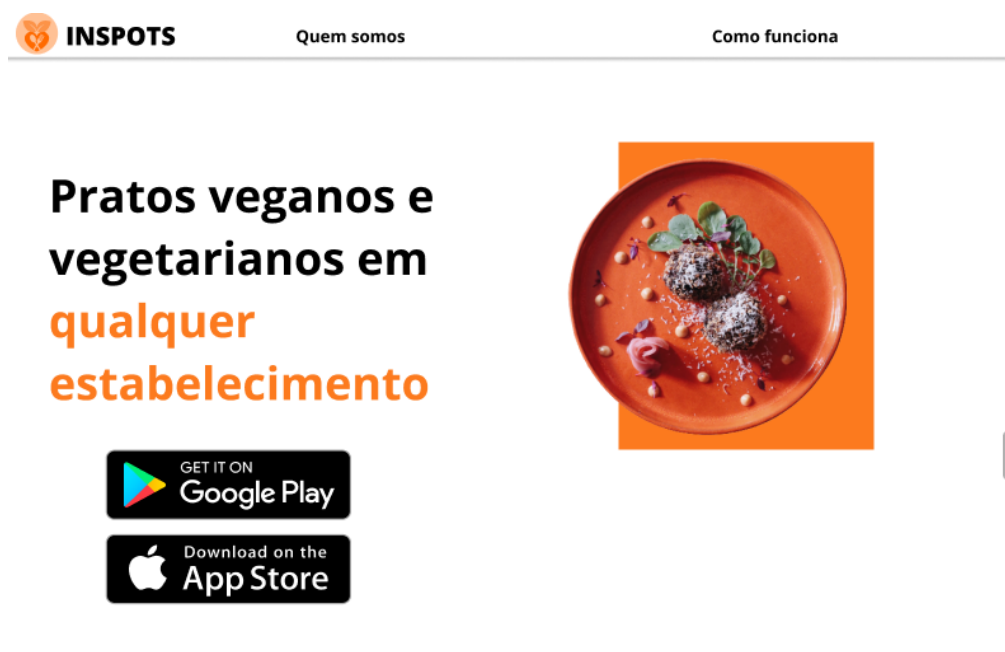 INSPOTS
Quem somos
Como funciona
Pratos veganos e
vegetarianos em
qualquer
estabelecimento
GET IT ON
Google Play
Download on the
App Store